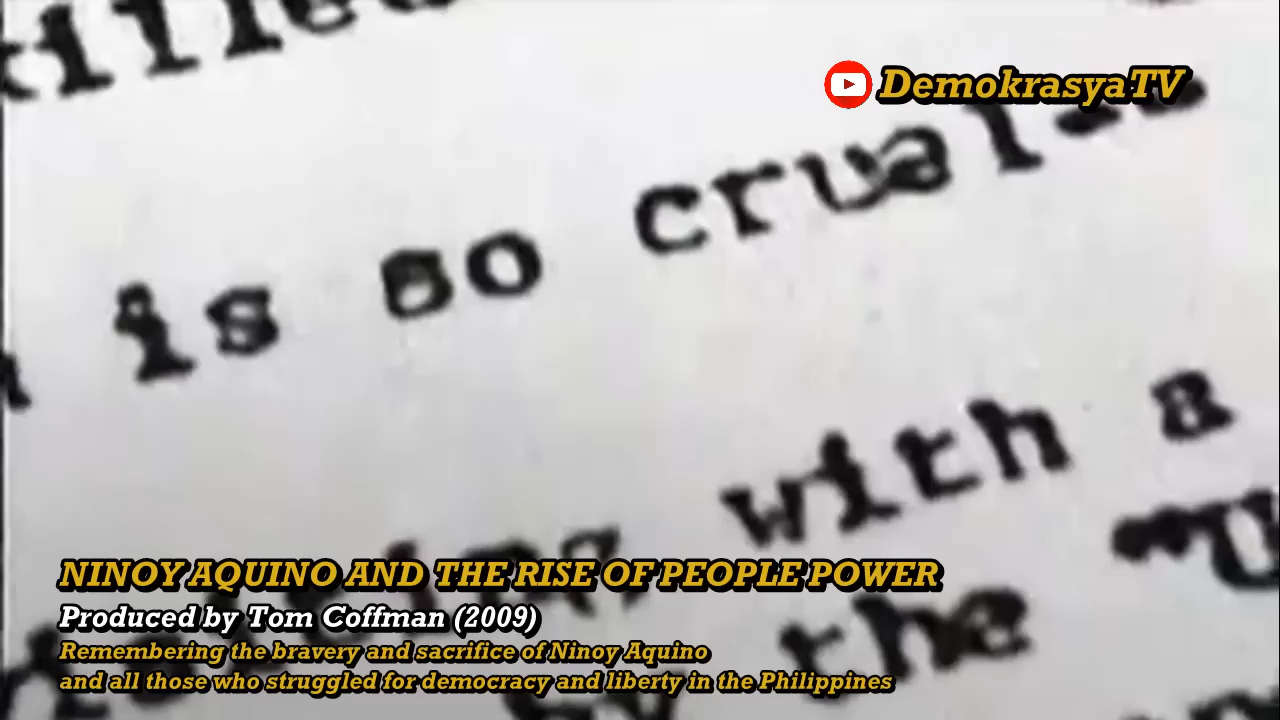 killed
DemokrasyaTV
is so crual--
with a
NINOY AQUINO AND THE RISE OF PEOPLE POWER
the
Produced by Tom Coffman (2009)
Remembering the bravery and sacrifice of Ninoy Aquino
and all those who struggled for democracy and liberty in the Philippines